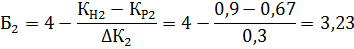 Б₂ = 4 − (К_Н2 − К_Р2)/ΔК₂ = 4 − (0,9 − 0,67)/0,3 = 3,23